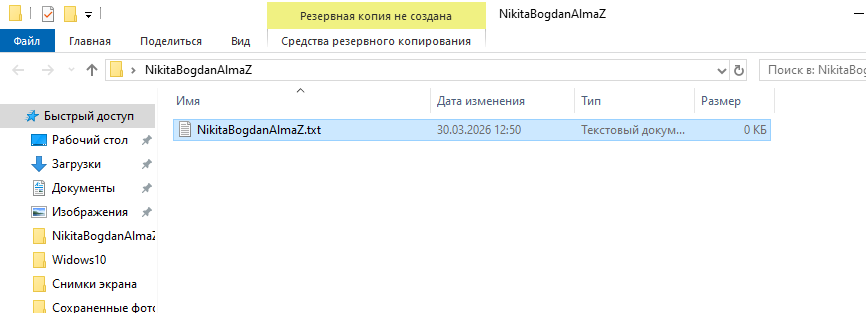 Резервная копия не создана
NikitaBogdanAlmaZ
Файл Главная Поделиться Вид Средства резервного копирования
NikitaBogdanAlmaZ
Поиск в: NikitaBog
Имя Дата изменения Тип Размер
Быстрый доступ
NikitaBogdanAlmaZ.txt 30.03.2026 12:50 Текстовый докум... 0 КБ
Рабочий стол
Загрузки
Документы
Изображения
NikitaBogdanAlmaZ
Widows10
Снимки экрана
Сохраненные фото